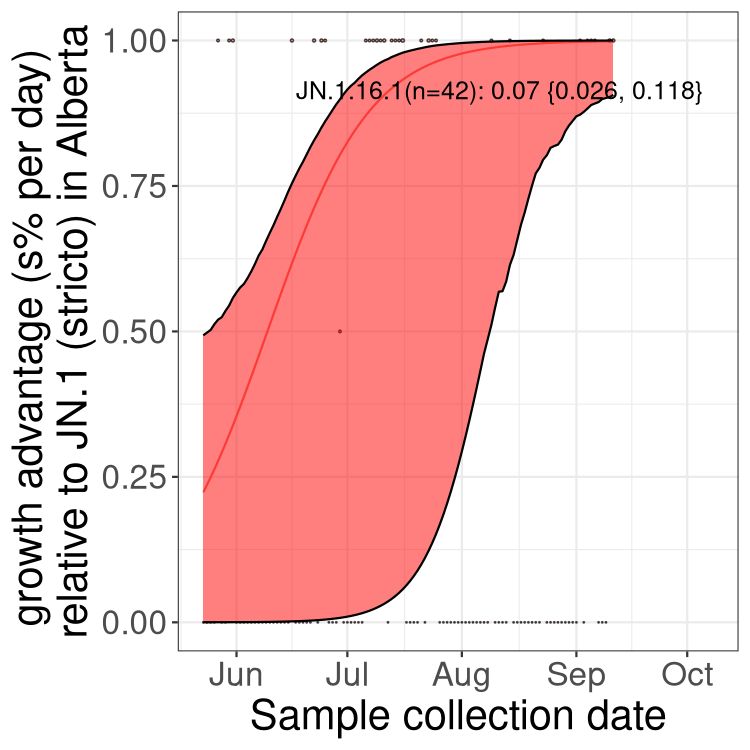 growth advantage (s% per day)
relative to JN.1 (stricto) in Alberta
1.00
0.75
0.50
0.25
0.00
JN.1.16.1(n=42): 0.07 {0.026, 0.118}
Jun Jul Aug Sep Oct
Sample collection date